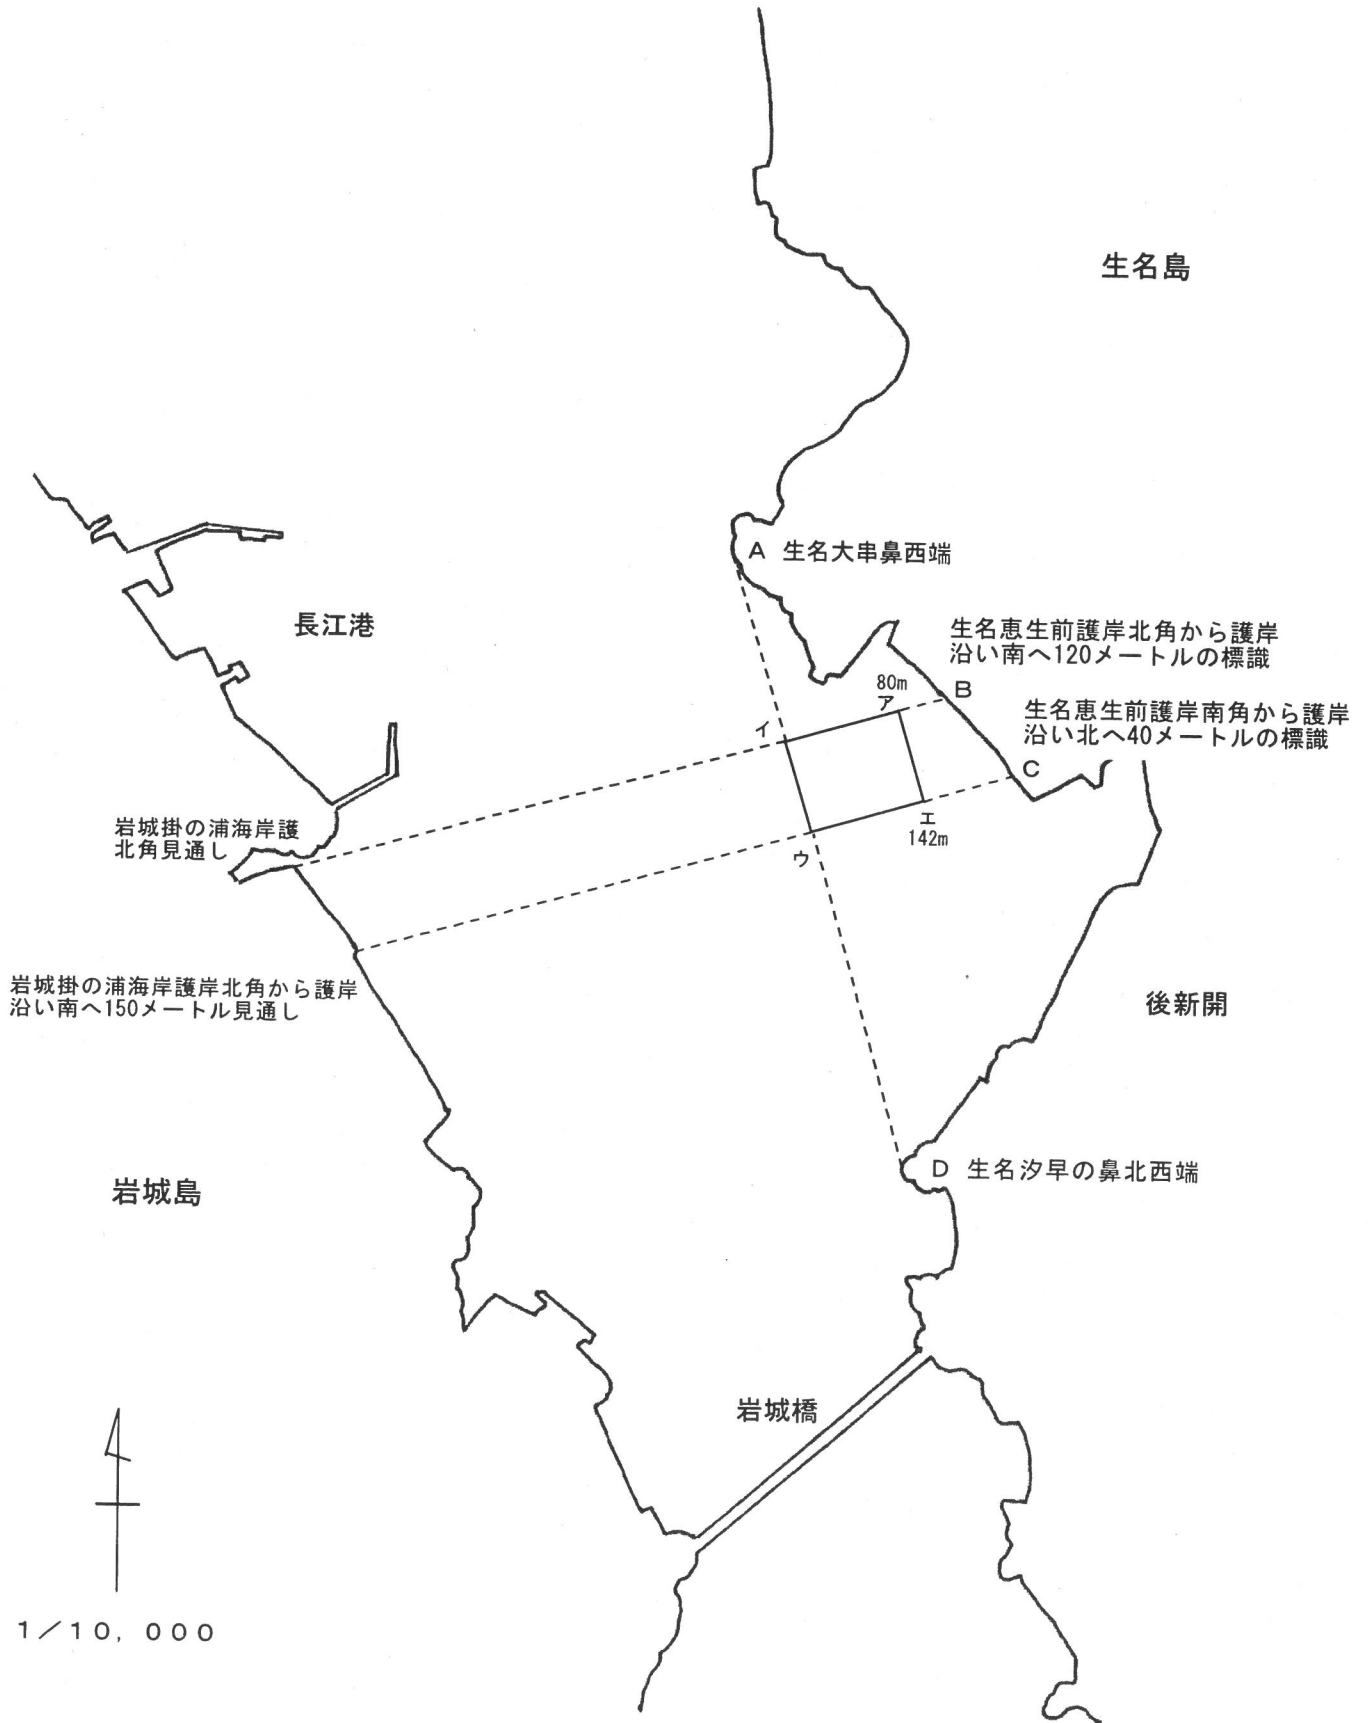 生名島
A 生名大串鼻西端
長江港
生名恵生前護岸北角から護岸
沿い南へ120メートルの標識
80m
ア
B
生名恵生前護岸南角から護岸
沿い北へ40メートルの標識
イ
C
エ
142m
岩城掛の浦海岸護
北角見通し
ウ
岩城掛の浦海岸護岸北角から護岸
沿い南へ150メートル見通し
後新開
D 生名汐早の鼻北西端
岩城島
岩城橋
1/10,000